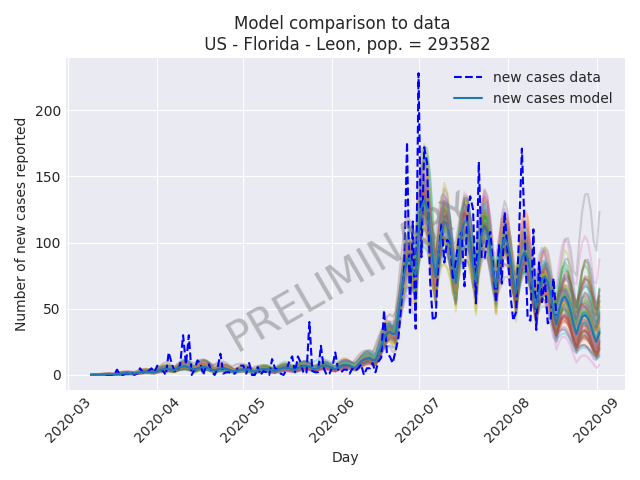 Model comparison to data
US - Florida - Leon, pop. = 293582
new cases data
new cases model
Number of new cases reported
200
150
100
50
0
PRELIMINARY
2020-03
2020-04
2020-05
2020-06
2020-07
2020-08
2020-09
Day